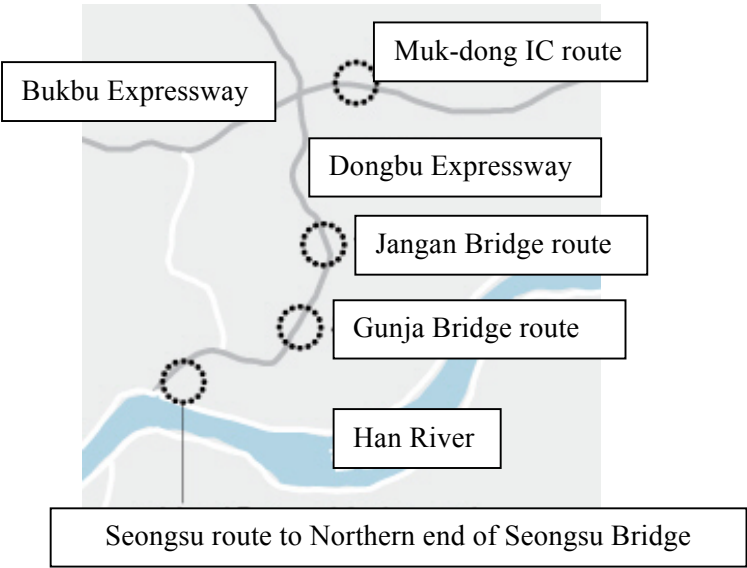 Muk-dong IC route
Bukbu Expressway
Dongbu Expressway
Jangan Bridge route
Gunja Bridge route
Han River
Seongsu route to Northern end of Seongsu Bridge